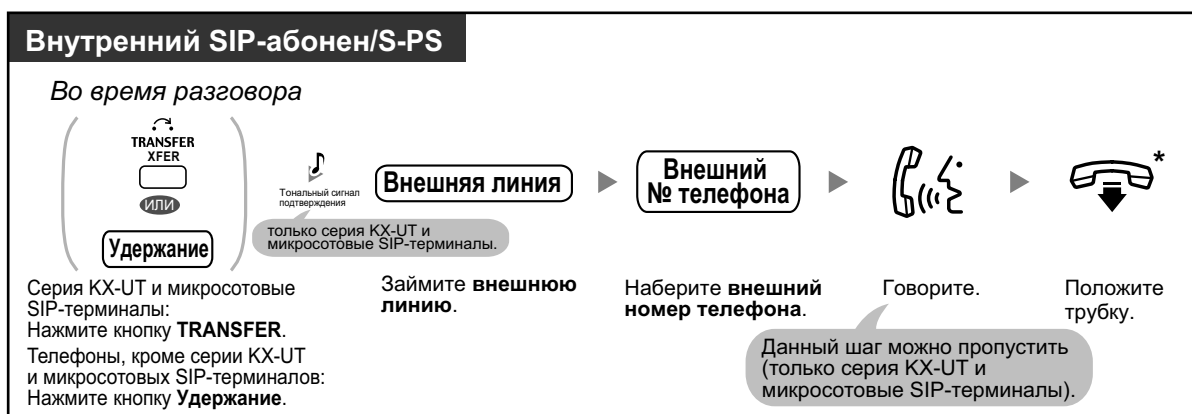 Внутренний SIP-абонен/S-PS
Во время разговора
TRANSFER
XFER
ИЛИ
Удержание
Тональный сигнал
подтверждения
только серия KX-UT и
микросотовые SIP-терминалы.
Внешняя линия
Внешний
№ телефона
*
Серия KX-UT и микросотовые
SIP-терминалы:
Нажмите кнопку TRANSFER.
Телефоны, кроме серии KX-UT
и микросотовых SIP-терминалов:
Нажмите кнопку Удержание.
Займите внешнюю
линию.
Наберите внешний
номер телефона.
Говорите.
Данный шаг можно пропустить
(только серия KX-UT и
микросотовые SIP-терминалы).
Положите
трубку.